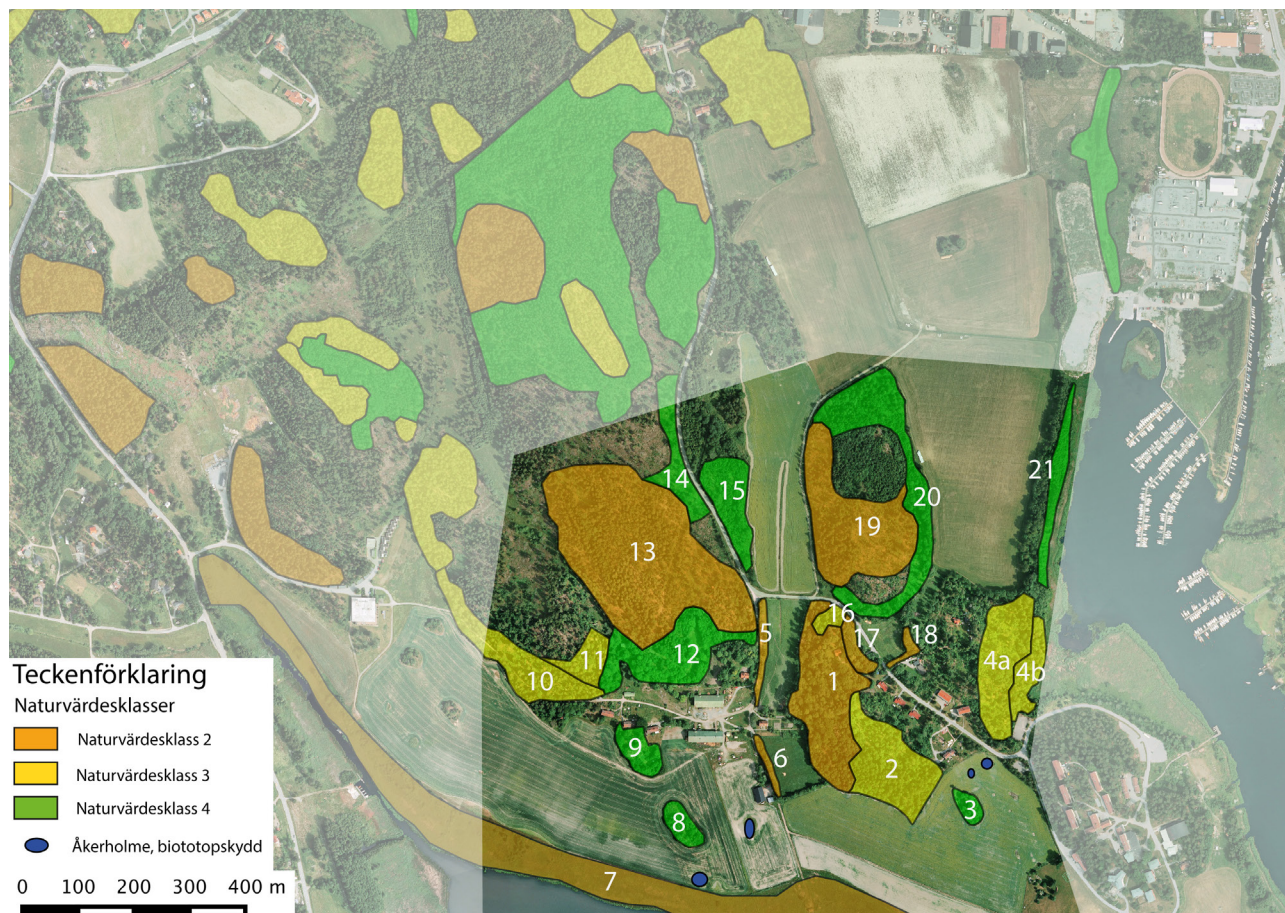 14
15
20
21
13
19
5
16
17
18
11
12
4a
4b
10
1
9
6
2
8
3
7
Teckenförklaring
Naturvärdesklasser
Naturvärdesklass 2
Naturvärdesklass 3
Naturvärdesklass 4
Åkerholme, biototopskydd
0 100 200 300 400 m